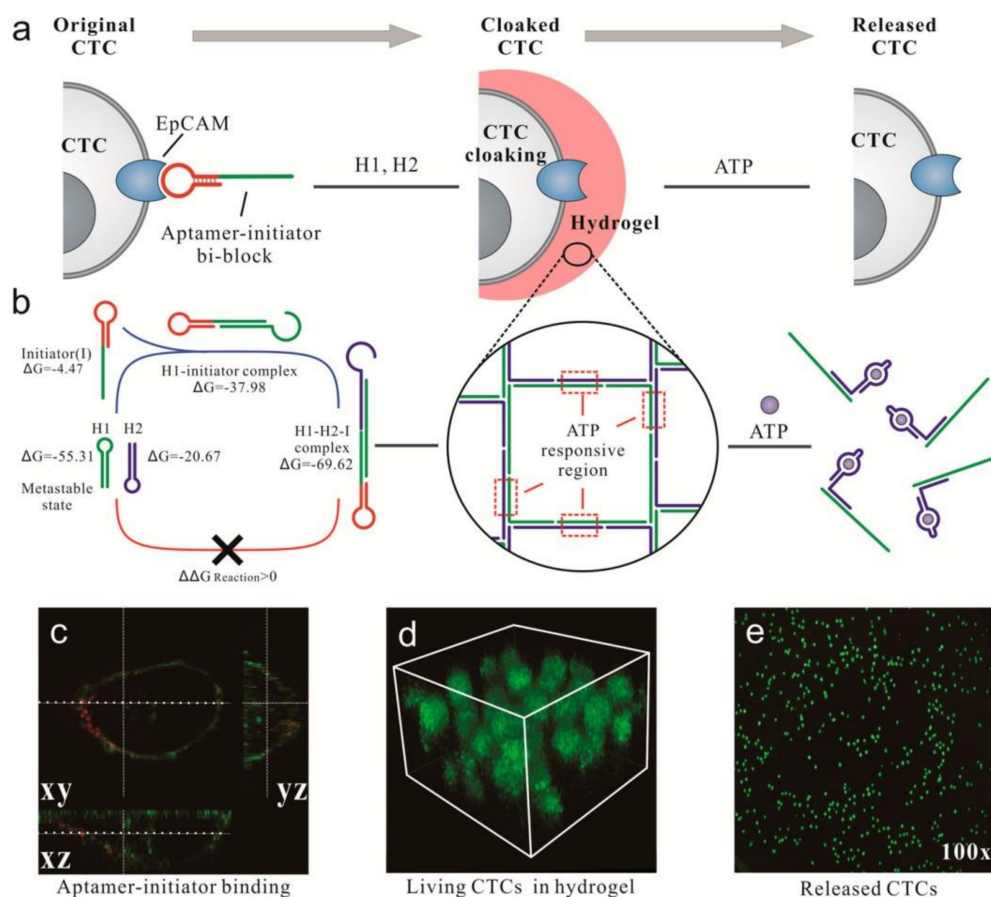 a
Original
CTC
Cloaked
CTC
Released
CTC
EpCAM
CTC
Aptamer-initiator
bi-block
H1, H2
CTC
cloaking
Hydrogel
ATP
CTC
b
Initiator(I)
ΔG=-4.47
H1-initiator complex
ΔG=-37.98
H1
H2
ΔG=-55.31
ΔG=-20.67
Metastable
state
H1-H2-I
complex
ΔG=-69.62
ΔΔG Reaction>0
ATP
responsive
region
ATP
c
xy
yz
xz
Aptamer-initiator binding
d
Living CTCs in hydrogel
e
100x
Released CTCs